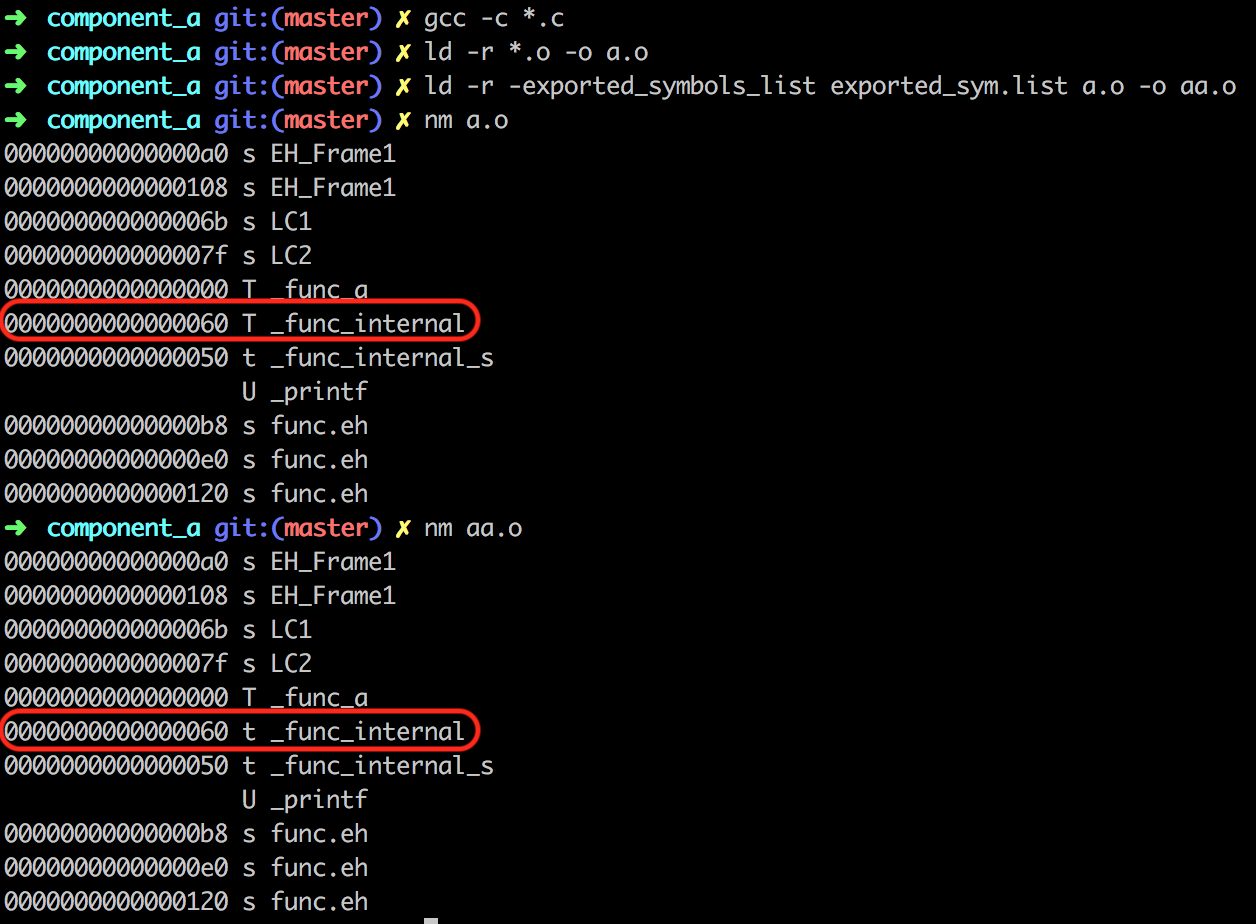 ➜  component_a git:(master) ✗ gcc -c *.c
➜  component_a git:(master) ✗ ld -r *.o -o a.o
➜  component_a git:(master) ✗ ld -r -exported_symbols_list exported_sym.list a.o -o aa.o
➜  component_a git:(master) ✗ nm a.o
00000000000000a0 s EH_Frame1
0000000000000108 s EH_Frame1
000000000000006b s LC1
000000000000007f s LC2
0000000000000000 T _func_a
0000000000000060 T _func_internal
0000000000000050 t _func_internal_s
                 U _printf
00000000000000b8 s func.eh
00000000000000e0 s func.eh
0000000000000120 s func.eh
➜  component_a git:(master) ✗ nm aa.o
00000000000000a0 s EH_Frame1
0000000000000108 s EH_Frame1
000000000000006b s LC1
000000000000007f s LC2
0000000000000000 T _func_a
0000000000000060 t _func_internal
0000000000000050 t _func_internal_s
                 U _printf
00000000000000b8 s func.eh
00000000000000e0 s func.eh
0000000000000120 s func.eh